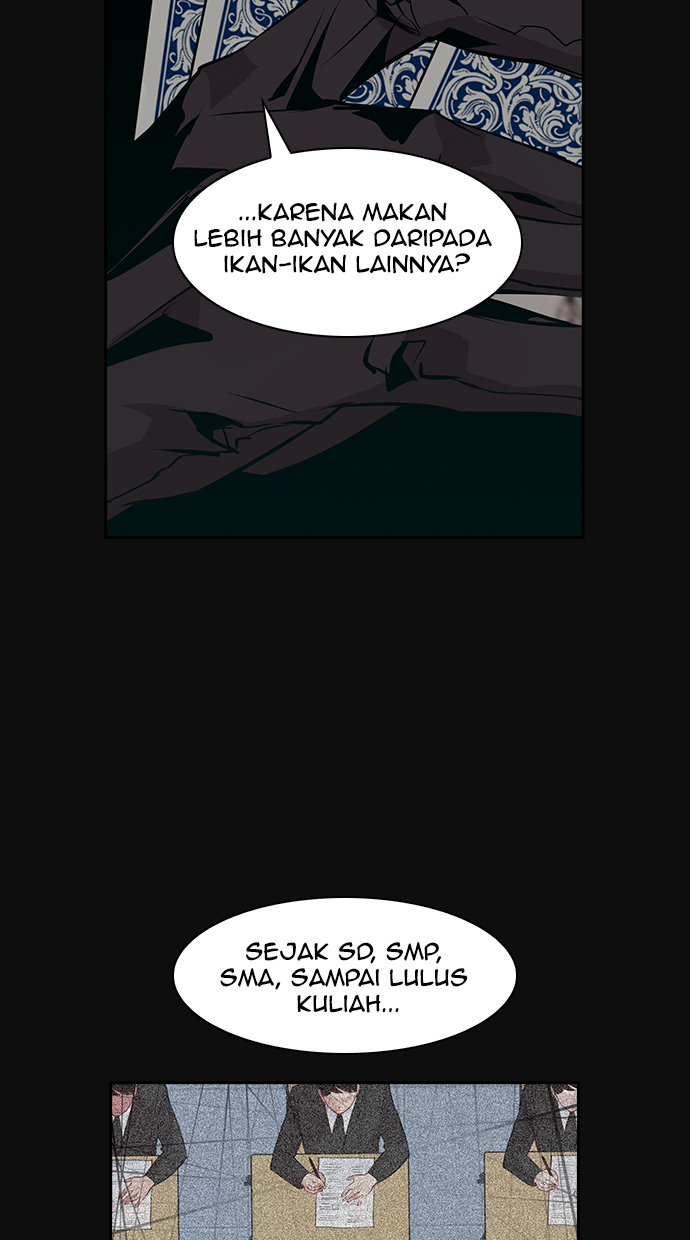 ...KARENA MAKAN
LEBIH BANYAK DARIPADA
IKAN-IKAN LAINNYA?
SEJAK SD, SMP,
SMA, SAMPAI LULUS
KULIAH...